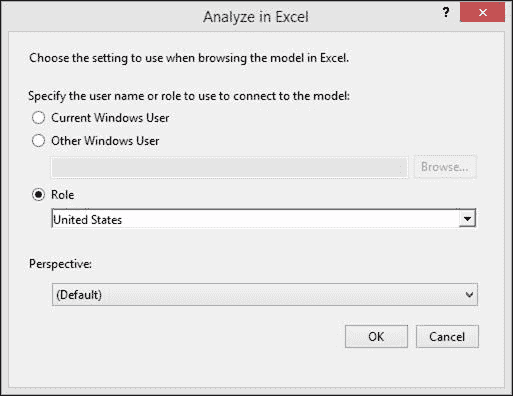 Analyze in Excel
?
Choose the setting to use when browsing the model in Excel.
Specify the user name or role to use to connect to the model:
Current Windows User
Other Windows User
Browse...
Role
United States
Perspective:
(Default)
OK
Cancel